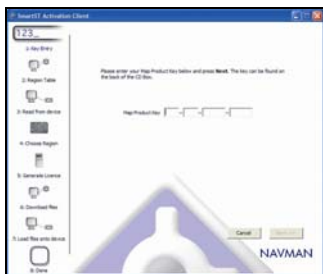 SmartST Activation Client
123_
1: Key Entry
2: Region Table
3: Read from device
4: Choose Region
5: Generate Licence
6: Download files
7: Load files onto device
8: Done
Please enter your Map Product Key below and press Next. The key can be found on
the back of the CD Box.
Map Product Key
Cancel
NAVMAN